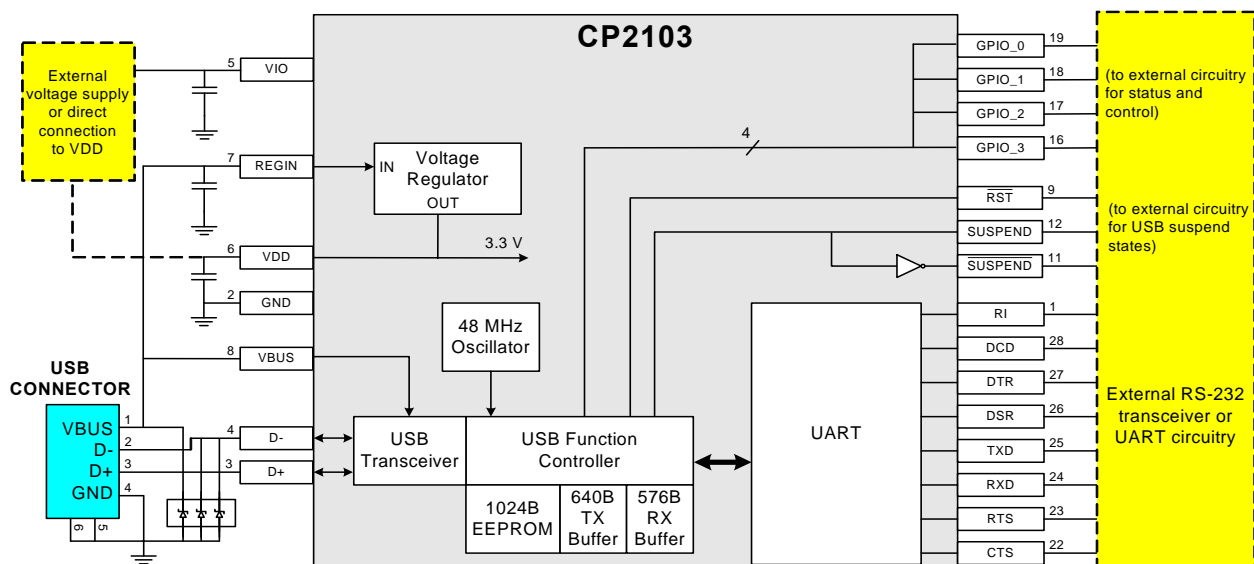 CP2103
External
voltage supply
or direct
connection
to VDD
5
VIO
7
REGIN
6
VDD
2
GND
8
VBUS
IN
Voltage
Regulator
OUT
3.3 V
48 MHz
Oscillator
USB
CONNECTOR
VBUS
D-
D+
GND
1
2
3
4
6
5
4
D-
3
D+
USB
Transceiver
USB Function
Controller
1024B
EEPROM
640B
TX
Buffer
576B
RX
Buffer
UART
4
GPIO_0
19
GPIO_1
18
GPIO_2
17
GPIO_3
16
RST
9
SUSPEND
12
SUSPEND
11
RI
1
DCD
28
DTR
27
DSR
26
TXD
25
RXD
24
RTS
23
CTS
22
(to external circuitry
for status and
control)
(to external circuitry
for USB suspend
states)
External RS-232
transceiver or
UART circuitry